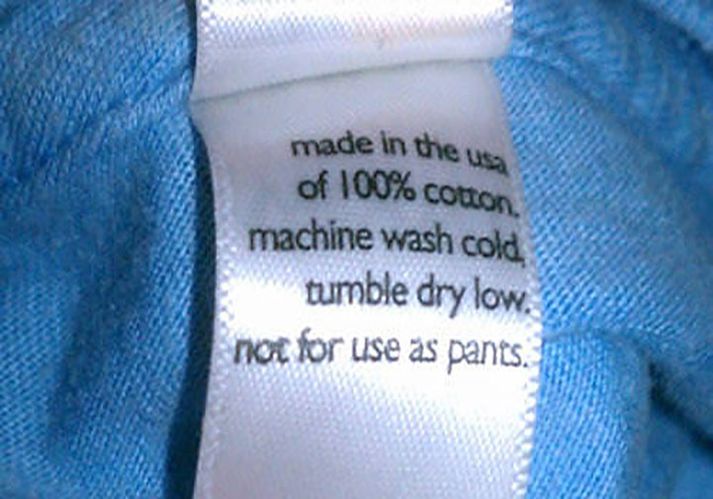 made in the usa
of 100% cotton.
machine wash cold,
tumble dry low.
not for use as pants.